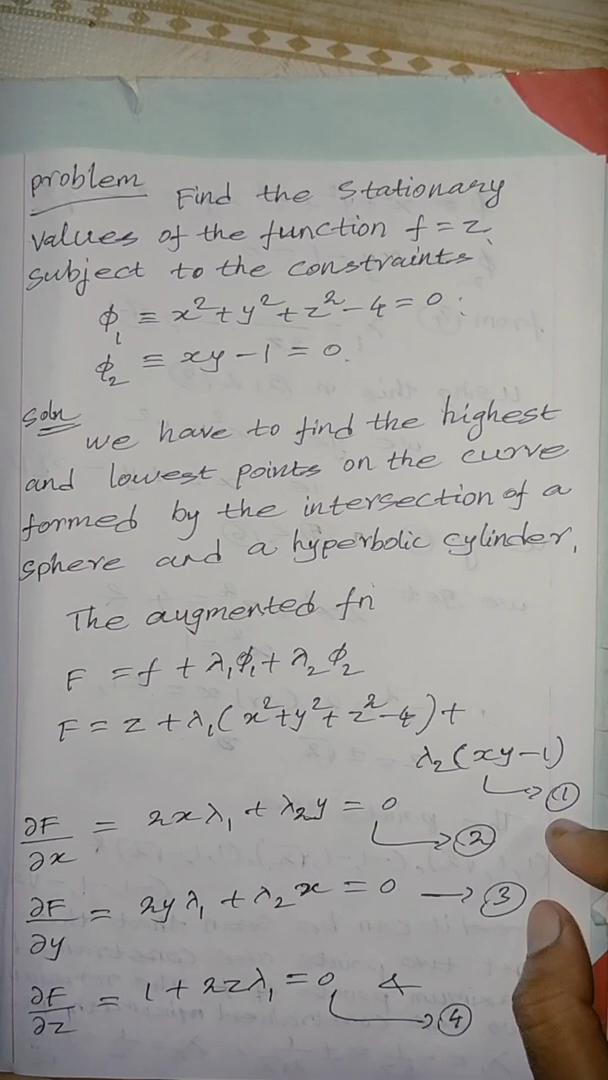 problem Find the stationary
values of the function f = z,
subject to the constraints
ϕ₁ ≡ x² + y² + z² - 4 = 0 ;
ϕ₂ ≡ xy - 1 = 0.
Soln we have to find the highest
and lowest points on the curve
formed by the intersection of a
sphere and a hyperbolic cylinder,
The augmented fn
F = f + λ₁ϕ₁ + λ₂ϕ₂
F = z + λ₁(x² + y² + z² - 4) +
λ₂(xy - 1)
→ ①
∂F/∂x = 2xλ₁ + λ₂y = 0 → ②
∂F/∂y = 2yλ₁ + λ₂x = 0 → ③
∂F/∂z = 1 + 2zλ₁ = 0 & → ④